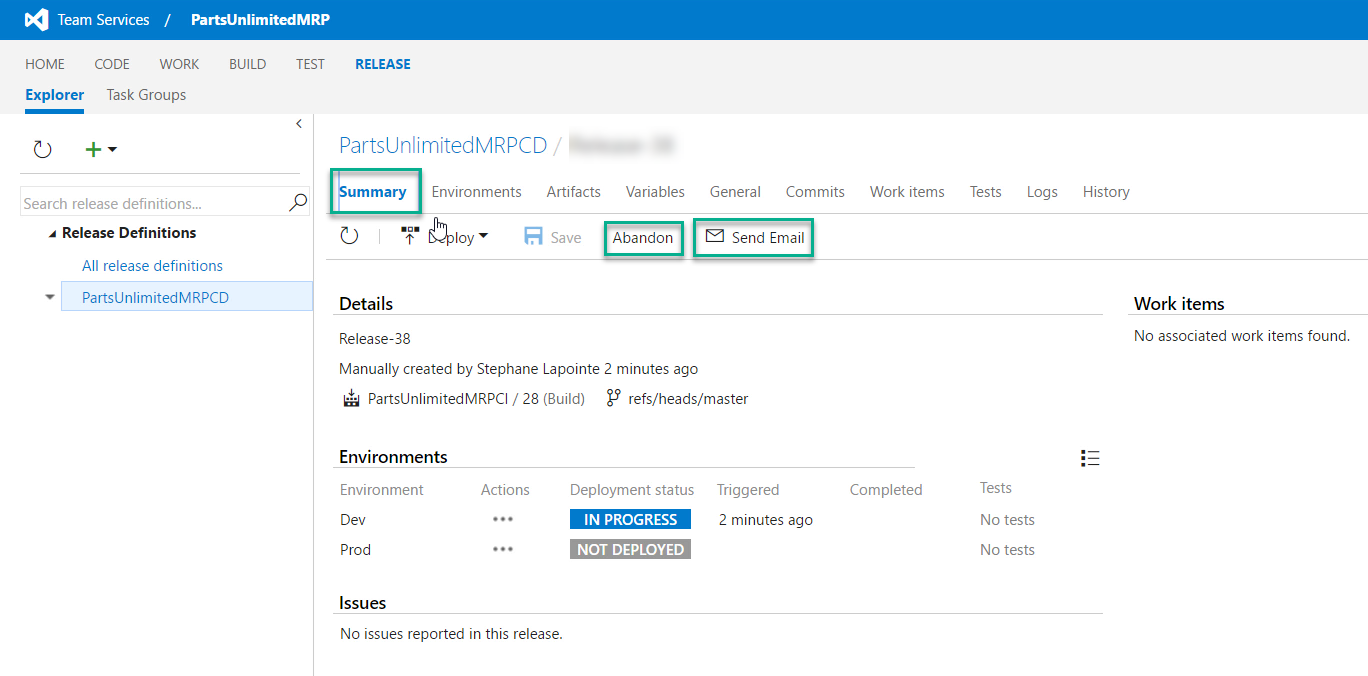 Team Services / PartsUnlimitedMRP
HOME CODE WORK BUILD TEST RELEASE
Explorer Task Groups
PartsUnlimitedMRPCD /
Summary Environments Artifacts Variables General Commits Work items Tests Logs History
Search release definitions...
Deploy Save Abandon Send Email
Release Definitions
All release definitions
PartsUnlimitedMRPCD
Details
Release-38
Manually created by Stephane Lapointe 2 minutes ago
PartsUnlimitedMRPCI / 28 (Build) refs/heads/master
Work items
No associated work items found.
Environments
Environment Actions Deployment status Triggered Completed Tests
Dev ••• IN PROGRESS 2 minutes ago No tests
Prod ••• NOT DEPLOYED No tests
Issues
No issues reported in this release.